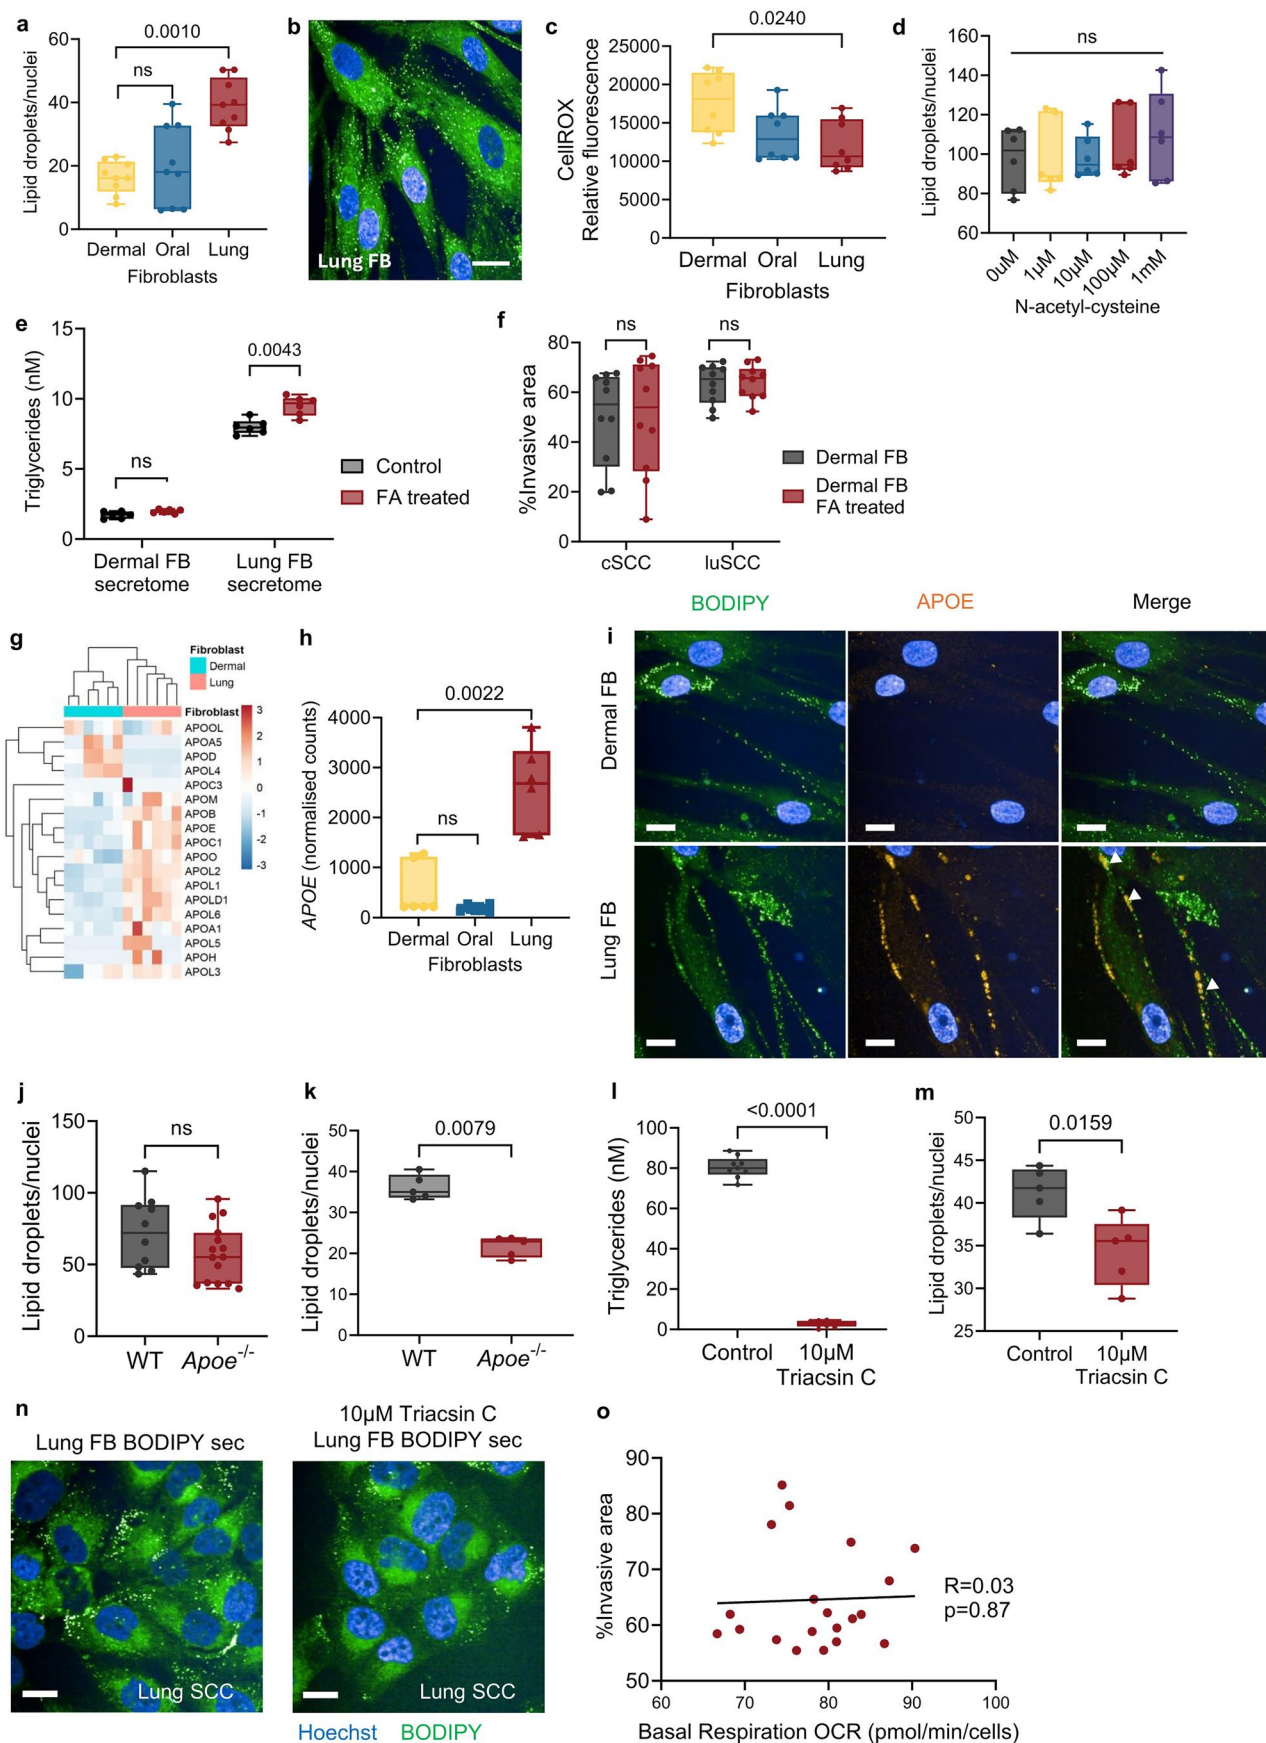 a
0.0010
ns
60
40
20
0
Lipid droplets/nuclei
Dermal Oral Lung
Fibroblasts
b
Lung FB
c
0.0240
25000
20000
15000
10000
5000
0
CellROX
Relative fluorescence
Dermal Oral Lung
Fibroblasts
d
ns
160
140
120
100
80
60
Lipid droplets/nuclei
0uM
1µM
10µM
100µM
1mM
N-acetyl-cysteine
e
15
10
5
0
Triglycerides (nM)
0.0043
ns
Dermal FB
secretome
Lung FB
secretome
Control
FA treated
f
ns
ns
80
60
40
20
0
%Invasive area
cSCC
luSCC
Dermal FB
Dermal FB
FA treated
g
Fibroblast
Dermal
Lung
Fibroblast
3
2
1
0
-1
-2
-3
APOOL
APOA5
APOD
APOL4
APOC3
APOM
APOB
APOE
APOC1
APOO
APOL2
APOL1
APOLD1
APOL6
APOA1
APOL5
APOH
APOL3
h
0.0022
ns
4000
3000
2000
1000
0
APOE (normalised counts)
Dermal Oral Lung
Fibroblasts
i
BODIPY
APOE
Merge
Dermal FB
Lung FB
j
ns
150
100
50
0
Lipid droplets/nuclei
WT Apoe-/-
k
0.0079
50
40
30
20
10
0
Lipid droplets/nuclei
WT
Apoe-/-
l
<0.0001
100
80
60
40
20
0
Triglycerides (nM)
Control
10µM
Triacsin C
m
0.0159
50
45
40
35
30
25
Lipid droplets/nuclei
Control
10µM
Triacsin C
n
Lung FB BODIPY sec
10µM Triacsin C
Lung FB BODIPY sec
Lung SCC
Lung SCC
Hoechst BODIPY
o
90
80
70
60
50
%Invasive area
R=0.03
p=0.87
60
70
80
90
100
Basal Respiration OCR (pmol/min/cells)